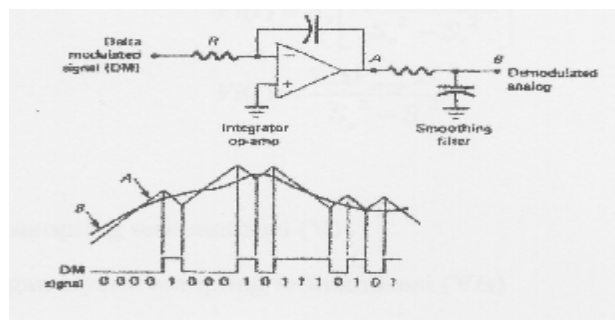 Delta
modulated
signal (DM)
R
−
+
A
B
Demodulated
analog
Integrator
op-amp
Smoothing
filter
A
B
DM
signal
0 0 0 0 1 0 0 0 1 0 1 1 1 0 1 0 1